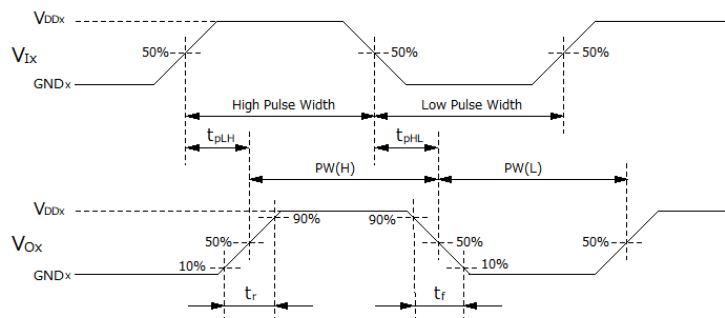 VDDx
VIx
50%
50%
50%
GNDx
High Pulse Width
Low Pulse Width
tpLH
tpHL
PW(H)
PW(L)
VDDx
90%
90%
VOx
50%
50%
50%
10%
10%
GNDx
tr
tf